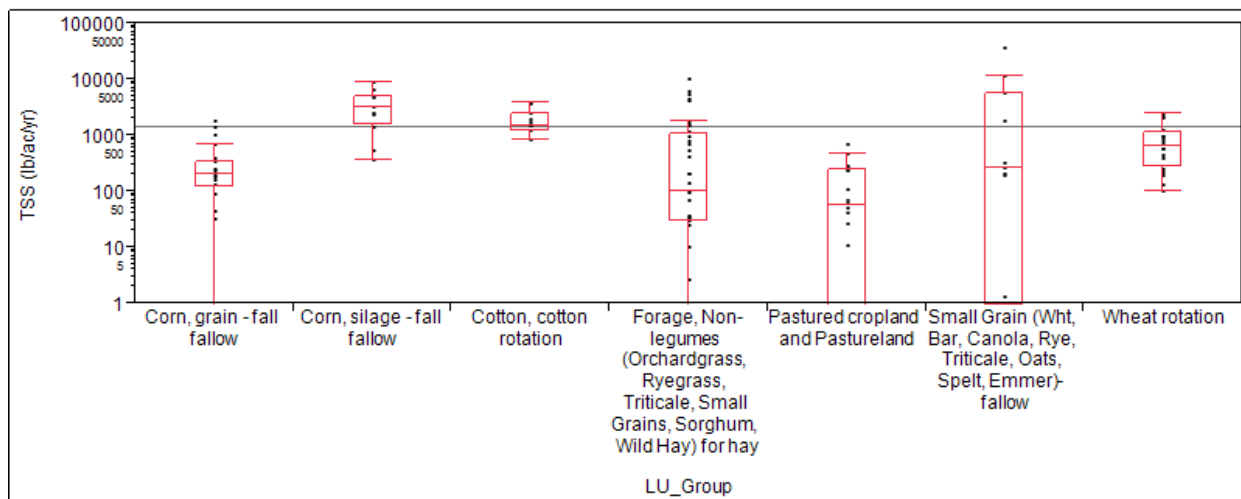 100000
50000
10000
5000
1000
500
100
50
10
5
1
TSS (lb/ac/yr)
Corn, grain - fall
fallow
Corn, silage - fall
fallow
Cotton, cotton
rotation
Forage, Non-
legumes
(Orchardgrass,
Ryegrass,
Triticale, Small
Grains, Sorghum,
Wild Hay) for hay
Pastured cropland
and Pastureland
Small Grain (Wht,
Bar, Canola, Rye,
Triticale, Oats,
Spelt, Emmer)-
fallow
Wheat rotation
LU_Group